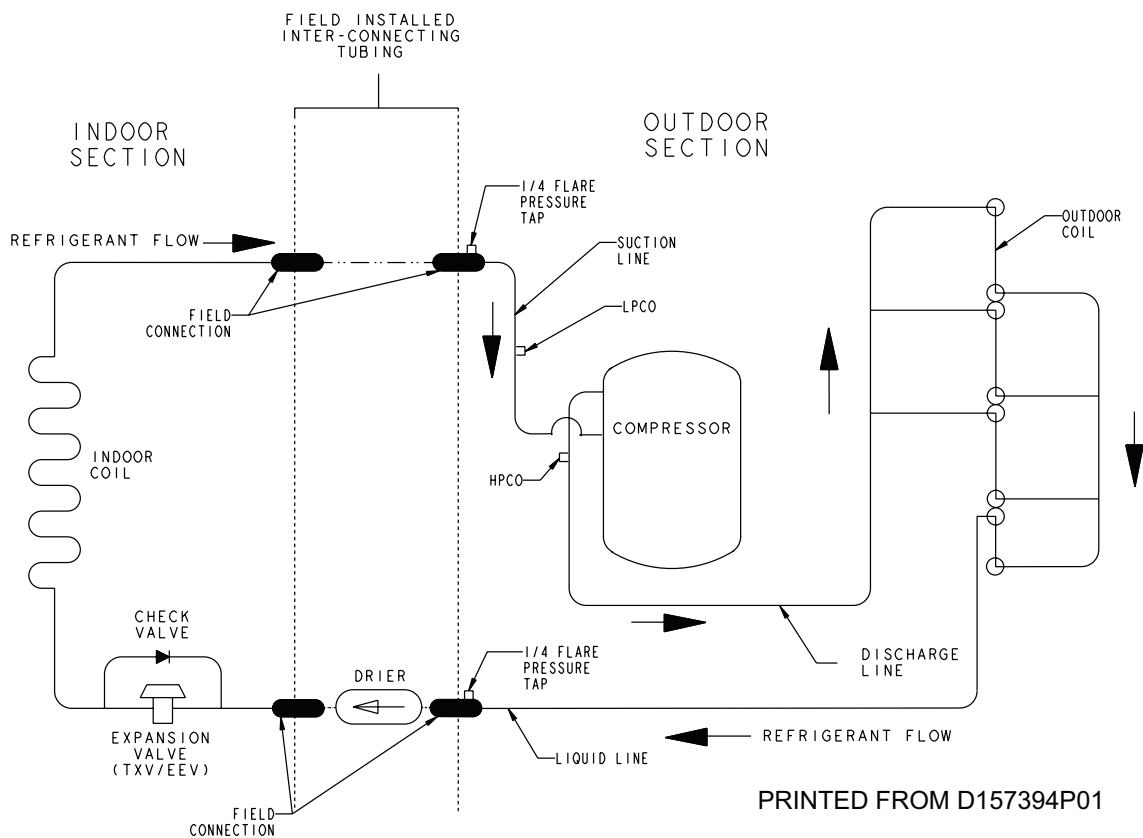 FIELD INSTALLED
INTER-CONNECTING
TUBING
INDOOR
SECTION
OUTDOOR
SECTION
1/4 FLARE
PRESSURE
TAP
OUTDOOR
COIL
REFRIGERANT FLOW
SUCTION
LINE
FIELD
CONNECTION
LPCO
COMPRESSOR
INDOOR
COIL
HPCO
CHECK
VALVE
DRIER
1/4 FLARE
PRESSURE
TAP
DISCHARGE
LINE
EXPANSION
VALVE
(TXV/EEV)
LIQUID LINE
REFRIGERANT FLOW
FIELD
CONNECTION
PRINTED FROM D157394P01